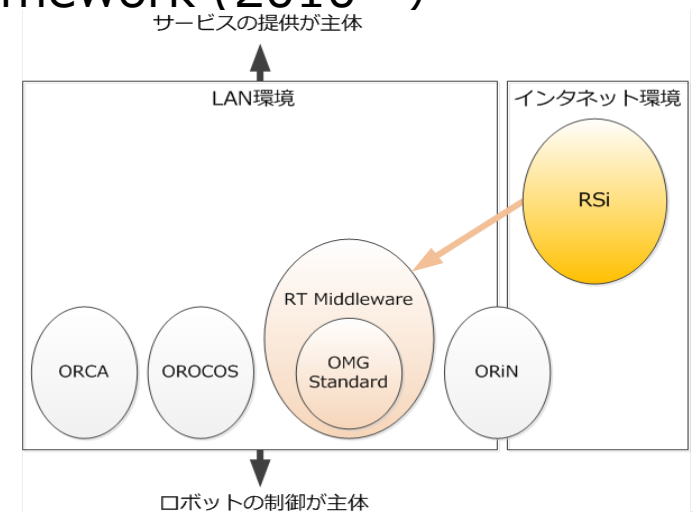 サービスの提供が主体
LAN環境
インタネット環境
RSi
RT Middleware
ORCA
OROCOS
OMG
Standard
ORiN
ロボットの制御が主体